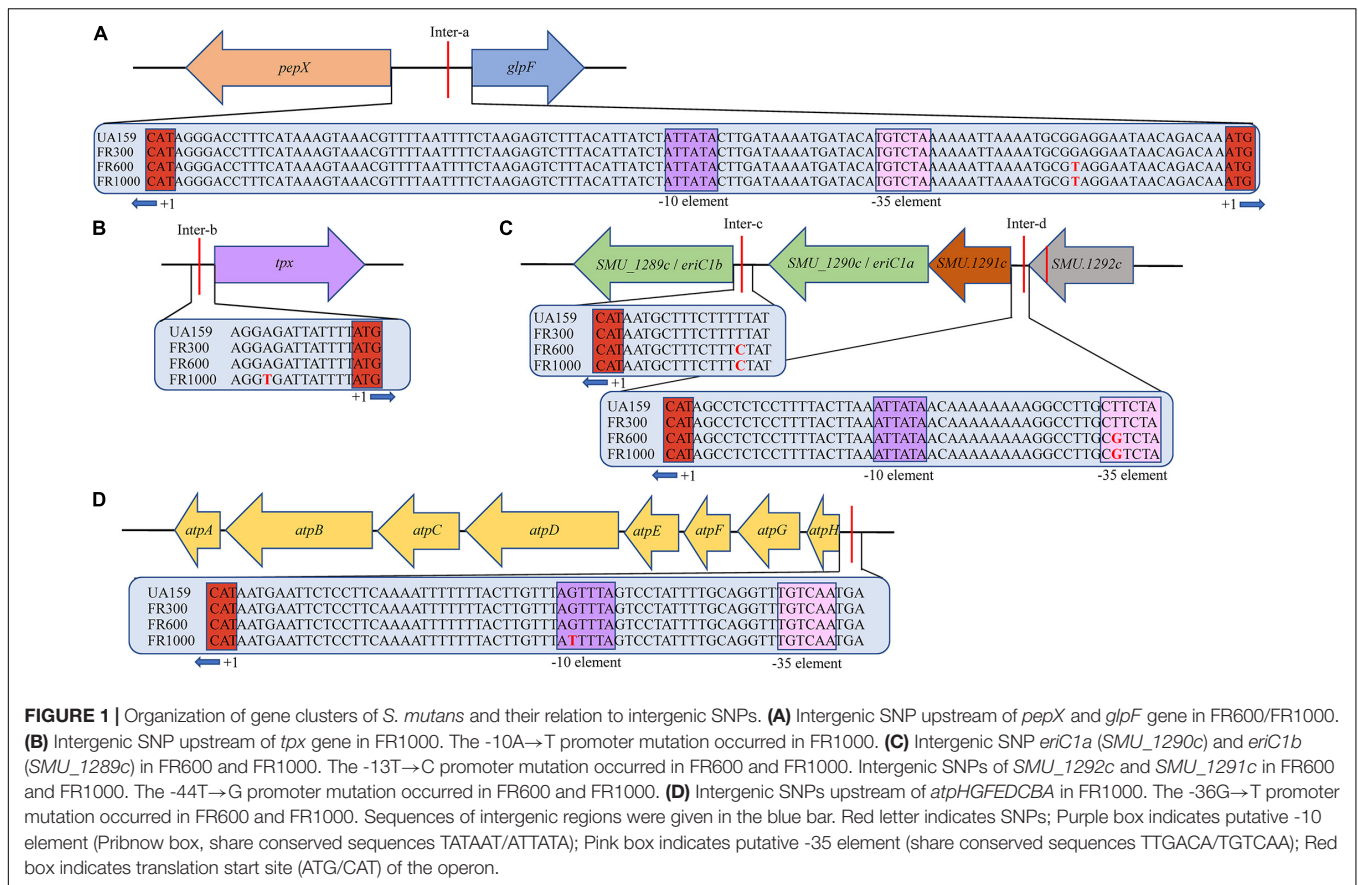 A
Inter-a
pepX
glpF
UA159 CATAGGGACCTTTCATAAAGTAAACGTTTTAATTTTCTAAGAGTCTTTACATTATCTATTATACTTGATAAAATGATACATGTCTAAAAAATTAAAATGCGGAGGAATAACAGACAAATG
FR300 CATAGGGACCTTTCATAAAGTAAACGTTTTAATTTTCTAAGAGTCTTTACATTATCTATTATACTTGATAAAATGATACATGTCTAAAAAATTAAAATGCGGAGGAATAACAGACAAATG
FR600 CATAGGGACCTTTCATAAAGTAAACGTTTTAATTTTCTAAGAGTCTTTACATTATCTATTATACTTGATAAAATGATACATGTCTAAAAAATTAAAATGCGTAGGAATAACAGACAAATG
FR1000 CATAGGGACCTTTCATAAAGTAAACGTTTTAATTTTCTAAGAGTCTTTACATTATCTATTATACTTGATAAAATGATACATGTCTAAAAAATTAAAATGCGTAGGAATAACAGACAAATG
+1 -10 element -35 element +1
B
Inter-b
tpx
UA159 AGGAGATTATTTTATG
FR300 AGGAGATTATTTTATG
FR600 AGGAGATTATTTTATG
FR1000 AGGTGATTATTTTATG
+1
C
Inter-c
Inter-d
SMU_1289c / eriC1b
SMU_1290c / eriC1a
SMU.1291c
SMU.1292c
UA159 CATAATGCTTTCTTTTTTAT
FR300 CATAATGCTTTCTTTTTTAT
FR600 CATAATGCTTTCTTTCTAT
FR1000 CATAATGCTTTCTTTCTAT
+1
UA159 CATAGCCTCTCCTTTTACTTAAATTATAACAAAAAAAAGGCCTTGCTTCTA
FR300 CATAGCCTCTCCTTTTACTTAAATTATAACAAAAAAAAGGCCTTGCTTCTA
FR600 CATAGCCTCTCCTTTTACTTAAATTATAACAAAAAAAAGGCCTTGCGTCTA
FR1000 CATAGCCTCTCCTTTTACTTAAATTATAACAAAAAAAAGGCCTTGCGTCTA
+1 -10 element -35 element
D
atpA atpB atpC atpD atpE atpF atpG atpH
UA159 CATAATGAATTCTCCTTCAAAATTTTTTTACTTGTTTAGTTTAGTCCTATTTTGCAGGTTTGTCAATGA
FR300 CATAATGAATTCTCCTTCAAAATTTTTTTACTTGTTTAGTTTAGTCCTATTTTGCAGGTTTGTCAATGA
FR600 CATAATGAATTCTCCTTCAAAATTTTTTTACTTGTTTAGTTTAGTCCTATTTTGCAGGTTTGTCAATGA
FR1000 CATAATGAATTCTCCTTCAAAATTTTTTTACTTGTTTATTTTAGTCCTATTTTGCAGGTTTGTCAATGA
+1 -10 element -35 element
FIGURE 1 | Organization of gene clusters of S. mutans and their relation to intergenic SNPs. (A) Intergenic SNP upstream of pepX and glpF gene in FR600/FR1000.
(B) Intergenic SNP upstream of tpx gene in FR1000. The -10A→T promoter mutation occurred in FR1000. (C) Intergenic SNP eriC1a (SMU_1290c) and eriC1b
(SMU_1289c) in FR600 and FR1000. The -13T→C promoter mutation occurred in FR600 and FR1000. Intergenic SNPs of SMU_1292c and SMU_1291c in FR600
and FR1000. The -44T→G promoter mutation occurred in FR600 and FR1000. (D) Intergenic SNPs upstream of atpHGFEDCBA in FR1000. The -36G→T promoter
mutation occurred in FR600 and FR1000. Sequences of intergenic regions were given in the blue bar. Red letter indicates SNPs; Purple box indicates putative -10
element (Pribnow box, share conserved sequences TATAAT/ATTATA); Pink box indicates putative -35 element (share conserved sequences TTGACA/TGTCAA); Red
box indicates translation start site (ATG/CAT) of the operon.